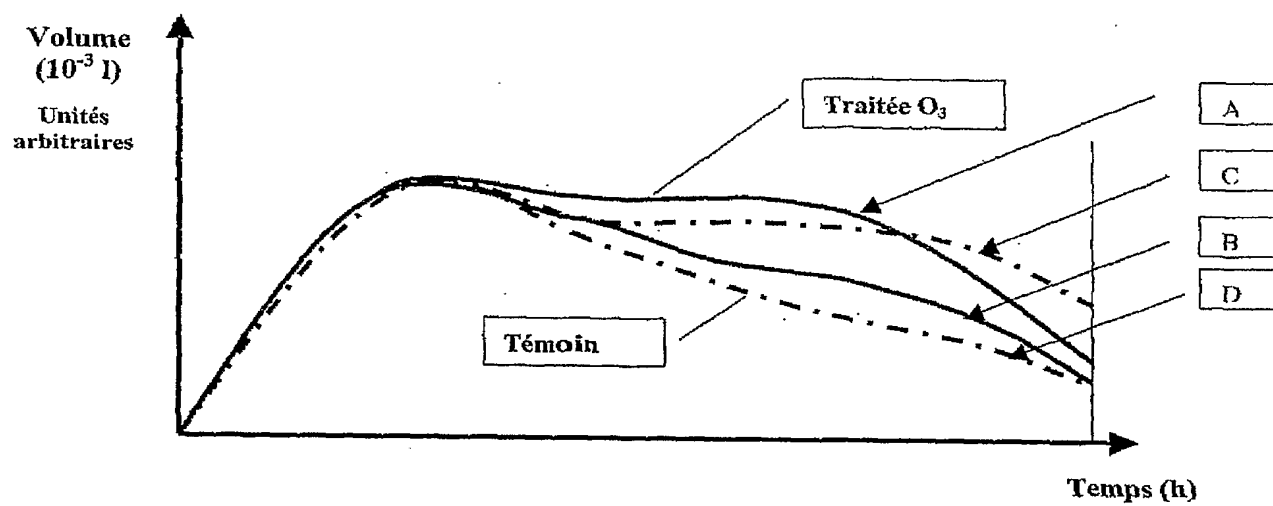 Volume
(10⁻³ l)
Unités
arbitraires
Traitée O₃
A
C
B
D
Témoin
Temps (h)